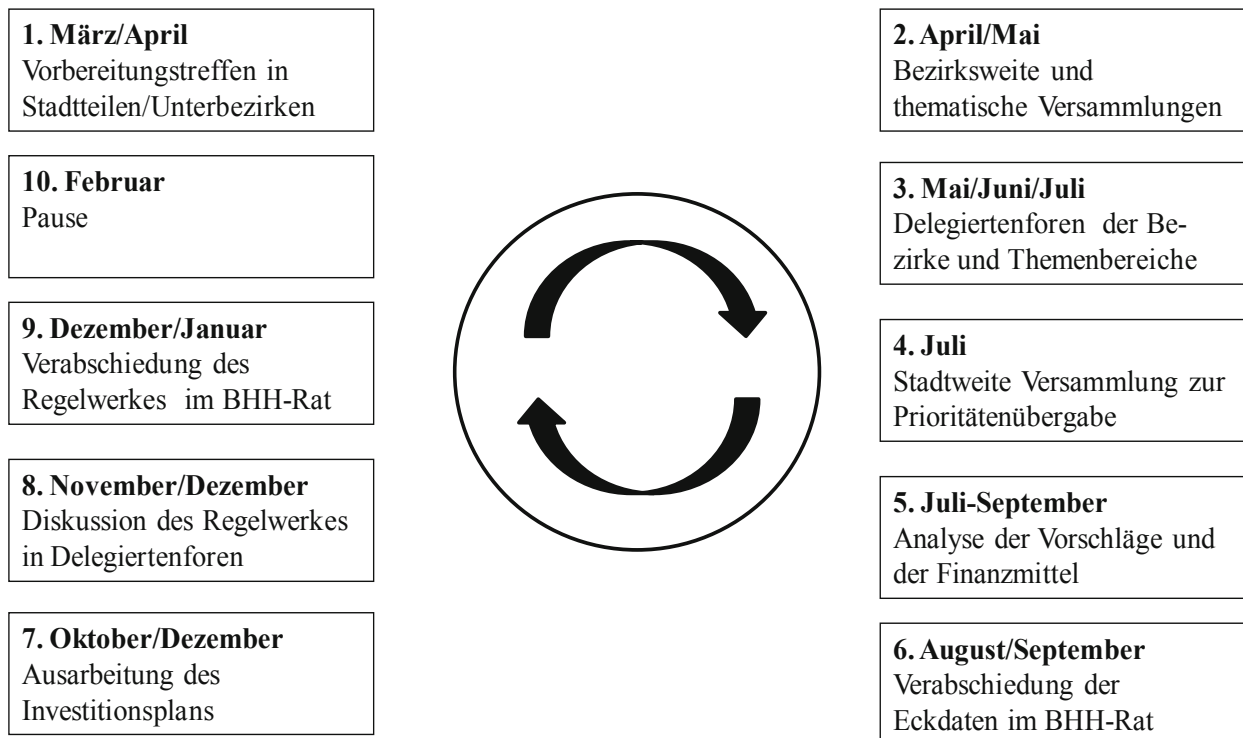 1. März/April
Vorbereitungstreffen in
Stadtteilen/Unterbezirken
2. April/Mai
Bezirksweite und
thematische Versammlungen
3. Mai/Juni/Juli
Delegiertenforen der Be-
zirke und Themenbereiche
4. Juli
Stadtweite Versammlung zur
Prioritätenübergabe
5. Juli-September
Analyse der Vorschläge und
der Finanzmittel
6. August/September
Verabschiedung der
Eckdaten im BHH-Rat
7. Oktober/Dezember
Ausarbeitung des
Investitionsplans
8. November/Dezember
Diskussion des Regelwerkes
in Delegiertenforen
9. Dezember/Januar
Verabschiedung des
Regelwerkes im BHH-Rat
10. Februar
Pause